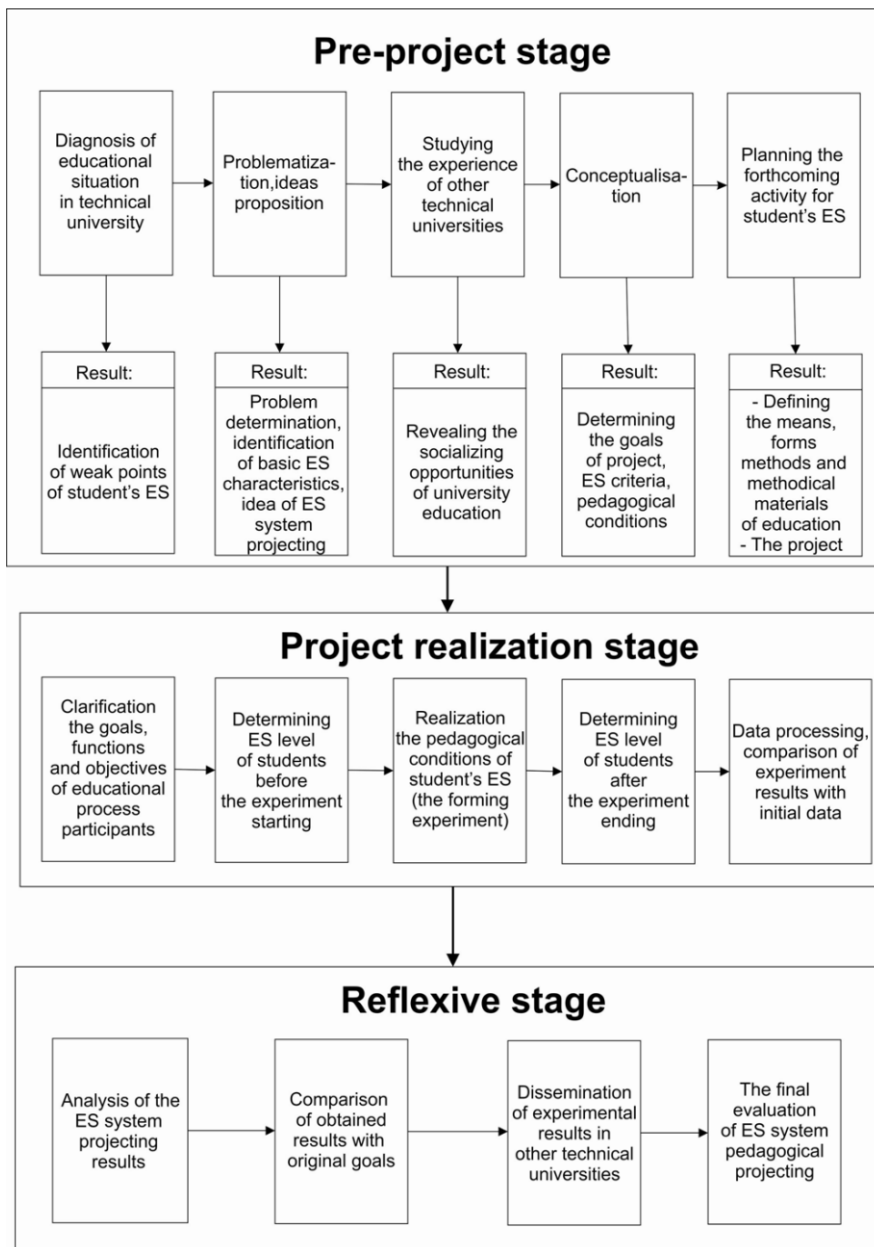 Pre-project stage
Diagnosis of
educational
situation
in technical
university
Problematiza-
tion,ideas
proposition
Studying
the experience
of other
technical
universities
Conceptualisa-
tion
Planning the
forthcoming
activity for
student's ES
Result:
Identification
of weak points
of student's ES
Result:
Problem
determination,
identification
of basic ES
characteristics,
idea of ES
system
projecting
Result:
Revealing the
socializing
opportunities
of university
education
Result:
Determining
the goals
of project,
ES criteria,
pedagogical
conditions
Result:
- Defining
the means,
forms
methods and
methodical
materials
of education
- The project
Project realization stage
Clarification
the goals,
functions
and objectives
of educational
process
participants
Determining
ES level
of students
before
the experiment
starting
Realization
the pedagogical
conditions of
student's ES
(the forming
experiment)
Determining
ES level
of students
after
the experiment
ending
Data processing,
comparison of
experiment
results with
initial data
Reflexive stage
Analysis of the
ES system
projecting
results
Comparison
of obtained
results with
original goals
Dissemination
of experimental
results in
other technical
universities
The final
evaluation
of ES system
pedagogical
projecting